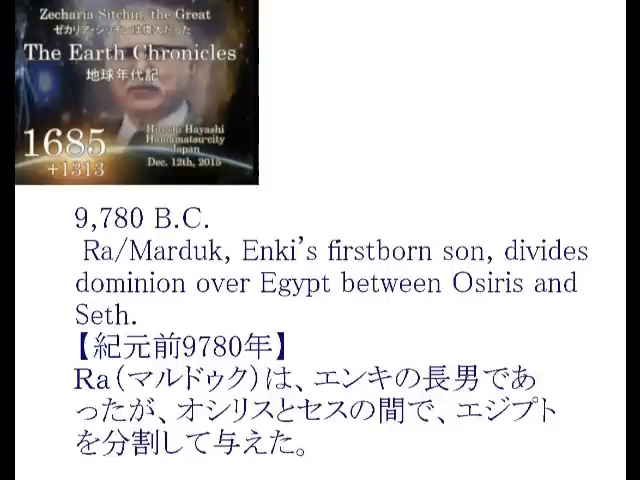 Zecharia Sitchin, the Great
ゼカリア・シッチンは偉大だった
The Earth Chronicles
地球年代記
1685
+1313
Hiroshi Hayashi
Hamamatsu-city
Japan
Dec. 12th, 2015
9,780 B.C.
Ra/Marduk, Enki's firstborn son, divides
dominion over Egypt between Osiris and
Seth.
【紀元前9780年】
Ra（マルドゥク）は、エンキの長男であ
ったが、オシリスとセスの間で、エジプト
を分割して与えた。